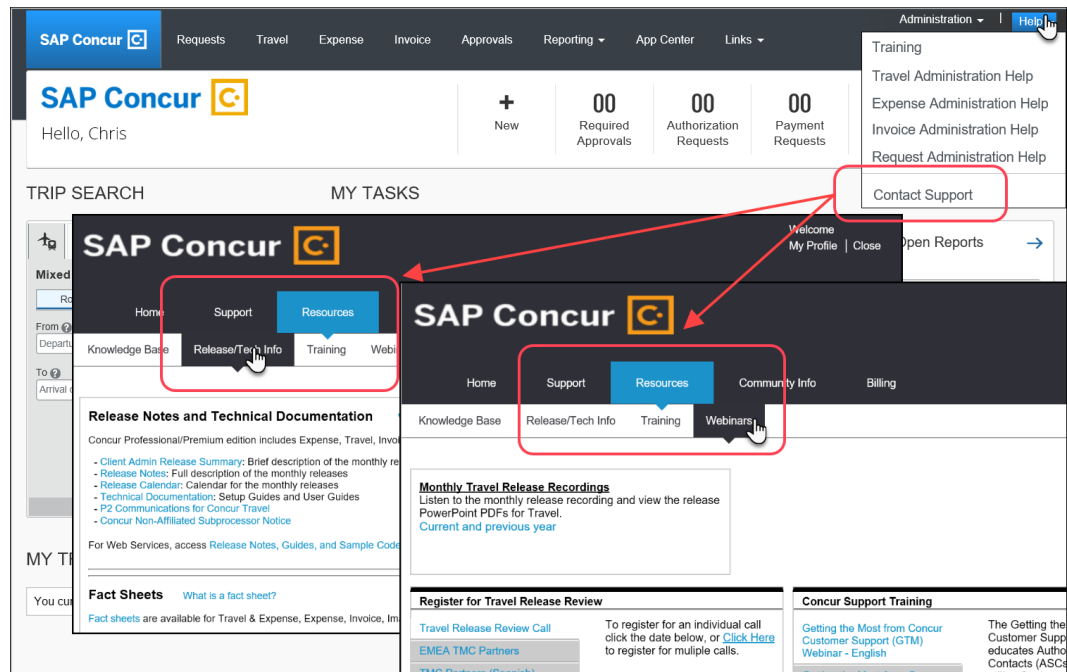 Administration | Help
SAP Concur C Requests Travel Expense Invoice Approvals Reporting App Center Links
Training
Travel Administration Help
Expense Administration Help
Invoice Administration Help
Request Administration Help
Contact Support
SAP Concur C
Hello, Chris
+ 00 00 00
New Required Authorization Payment
Approvals Requests Requests
TRIP SEARCH MY TASKS
Open Reports →
Mixed
From ?
To ?
Arrival
MY
You
SAP Concur C
Welcome
My Profile | Close
Home Support Resources
Knowledge Base Release/Tech Info Training
Release Notes and Technical Documentation
Concur Professional/Premium edition includes Expense, Travel,
- Client Admin Release Summary: Brief description of the monthly
- Release Notes: Full description of the monthly releases
- Release Calendar: Calendar for the monthly releases
- Technical Documentation: Setup Guides and User Guides
- P2 Communications for Concur Travel
- Concur Non-Affiliated Subprocessor Notice
For Web Services, access Release Notes, Guides, and Sample Code
Fact Sheets What is a fact sheet?
Fact sheets are available for Travel & Expense, Expense, Invoice,
SAP Concur C
Home Support Resources Community Info Billing
Knowledge Base Release/Tech Info Training Webinars
Monthly Travel Release Recordings
Listen to the monthly release recording and view the release
PowerPoint PDFs for Travel.
Current and previous year
Register for Travel Release Review
Travel Release Review Call
EMEA TMC Partners
TMC Partners (Spanish)
To register for an individual call
click the date below, or Click Here
to register for muliple calls.
Concur Support Training
Getting the Most from Concur
Customer Support (GTM)
Webinar - English
The Getting the
Customer Supp
educates Autho
Contacts (ASCs